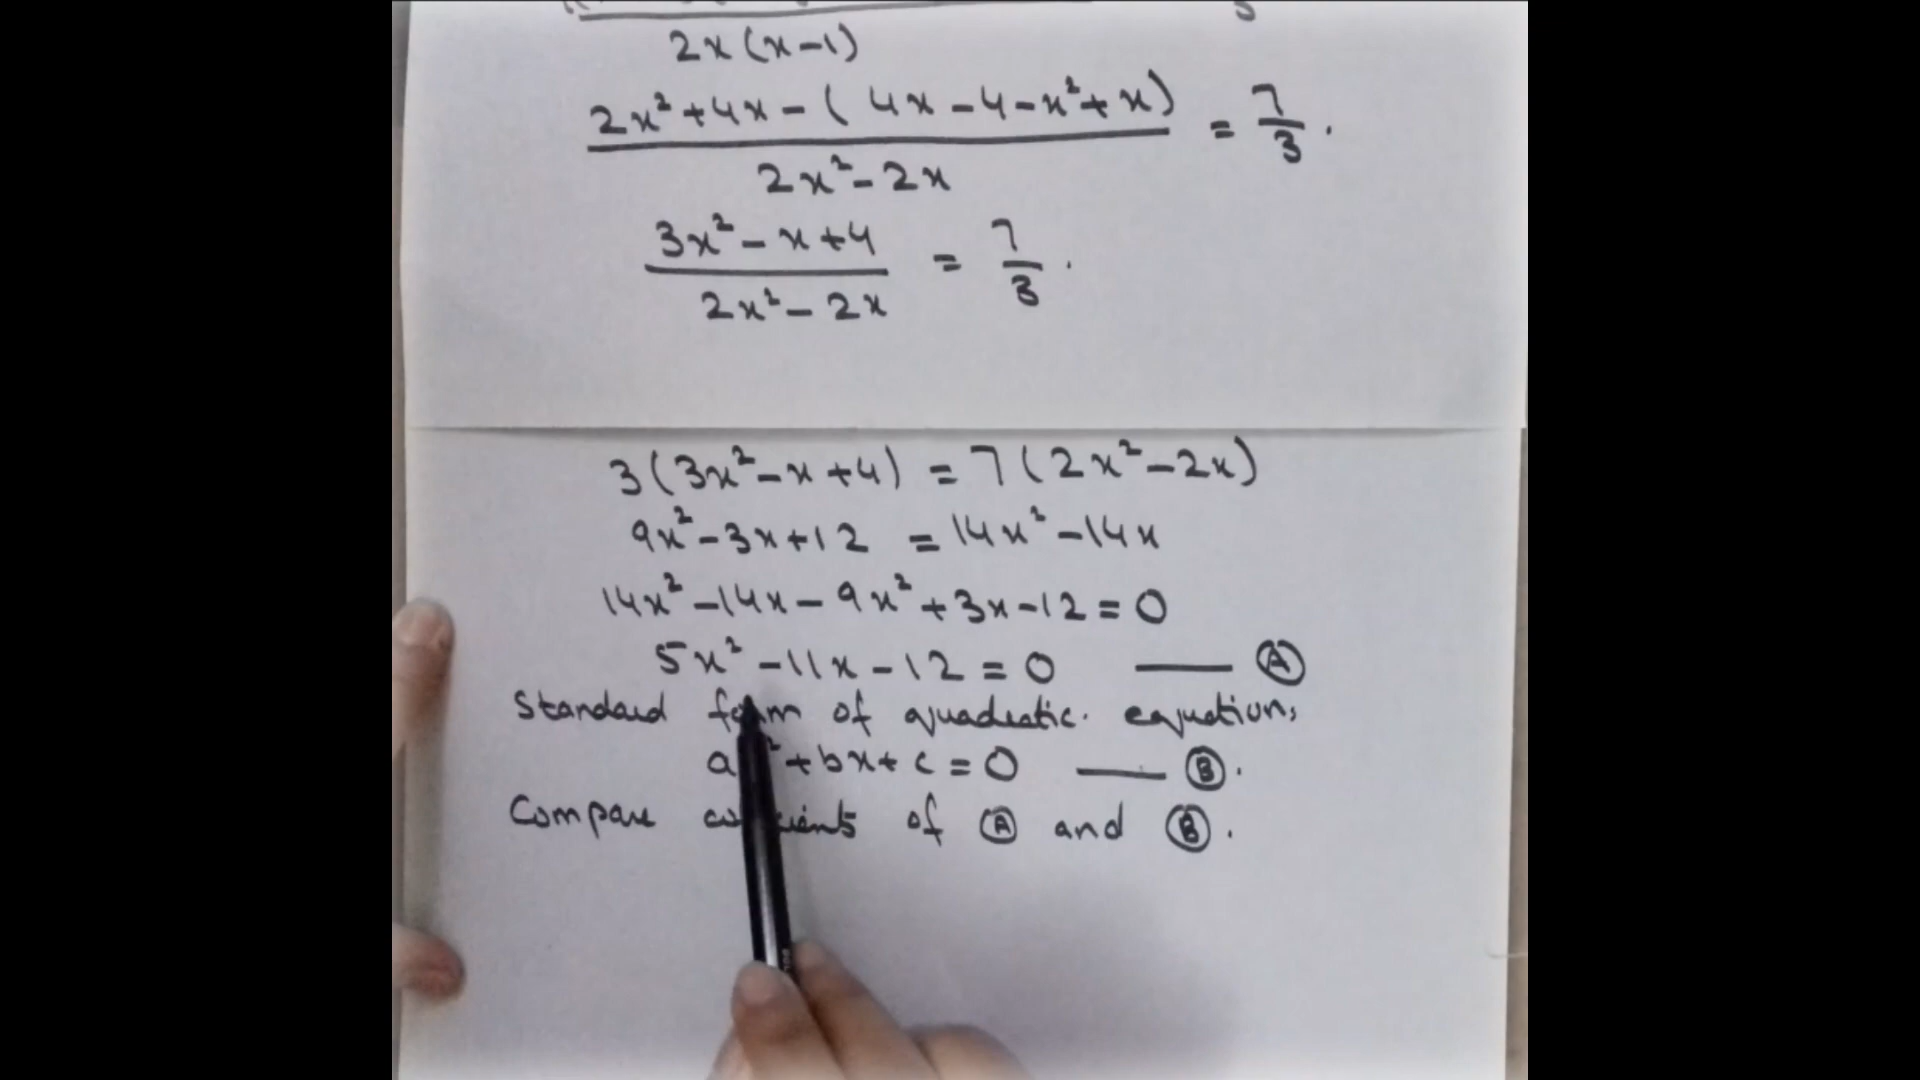 2x(x-1)
2x²+4x-(4x-4-x²+x) / 2x²-2x = 7/3.
3x²-x+4 / 2x²-2x = 7/3.
3(3x²-x+4) = 7(2x²-2x)
9x²-3x+12 = 14x²-14x
14x²-14x-9x²+3x-12=0
5x²-11x-12=0 — Ⓐ
Standard form of quadratic. equation,
a ²+bx+c=0 — Ⓑ.
Compare of Ⓐ and Ⓑ.